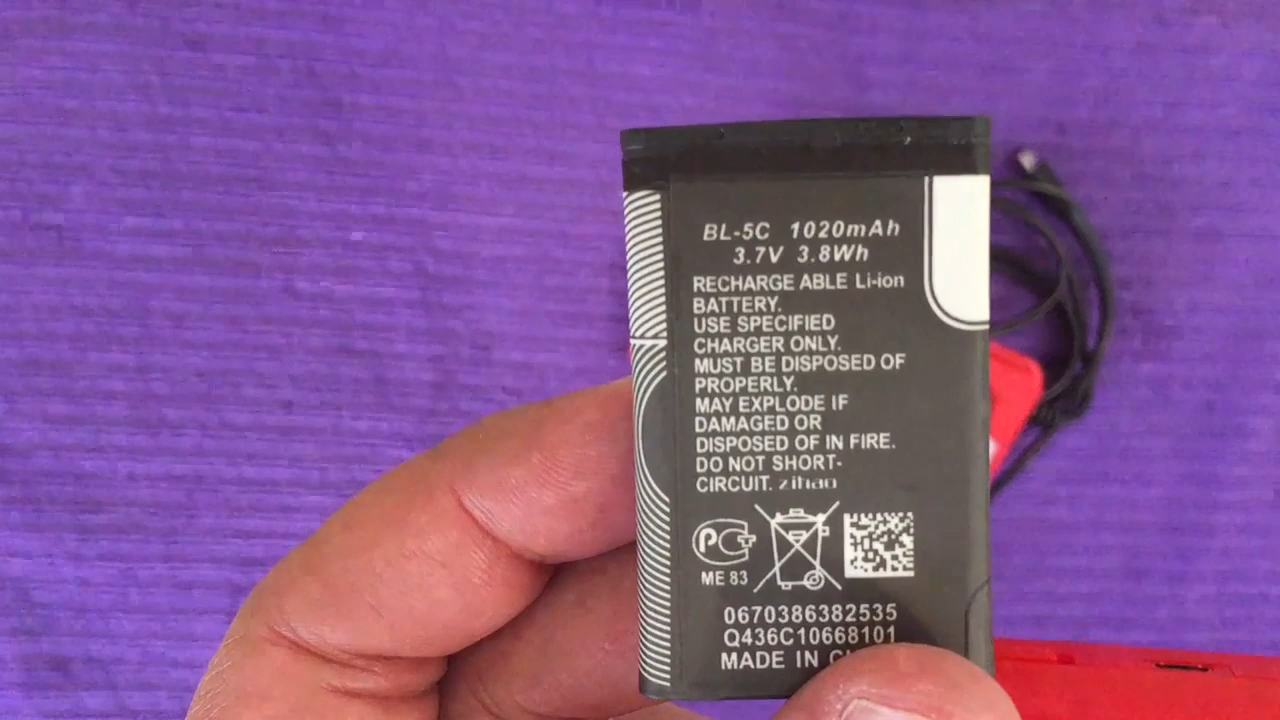 BL-5C 1020mAh
3.7V 3.8Wh
RECHARGE ABLE Li-ion
BATTERY.
USE SPECIFIED
CHARGER ONLY.
MUST BE DISPOSED OF
PROPERLY.
MAY EXPLODE IF
DAMAGED OR
DISPOSED OF IN FIRE.
DO NOT SHORT-
CIRCUIT. zihao
PCT
ME 83
0670386382535
Q436C10668101
MADE IN